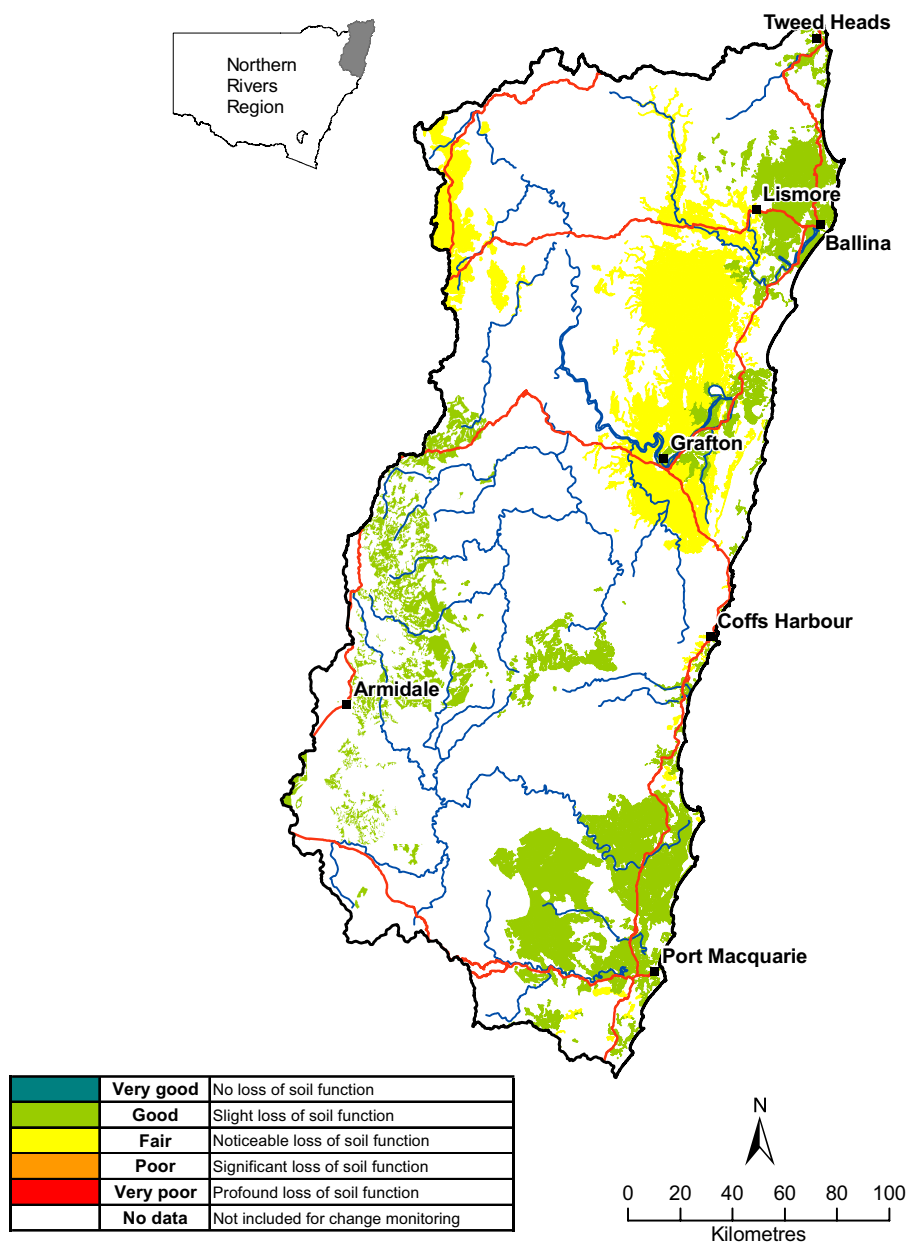 Tweed Heads
Northern
Rivers
Region
Lismore
Ballina
Grafton
Coffs Harbour
Armidale
Port Macquarie
Very good No loss of soil function
Good Slight loss of soil function
Fair Noticeable loss of soil function
Poor Significant loss of soil function
Very poor Profound loss of soil function
No data Not included for change monitoring
N
0 20 40 60 80 100
Kilometres